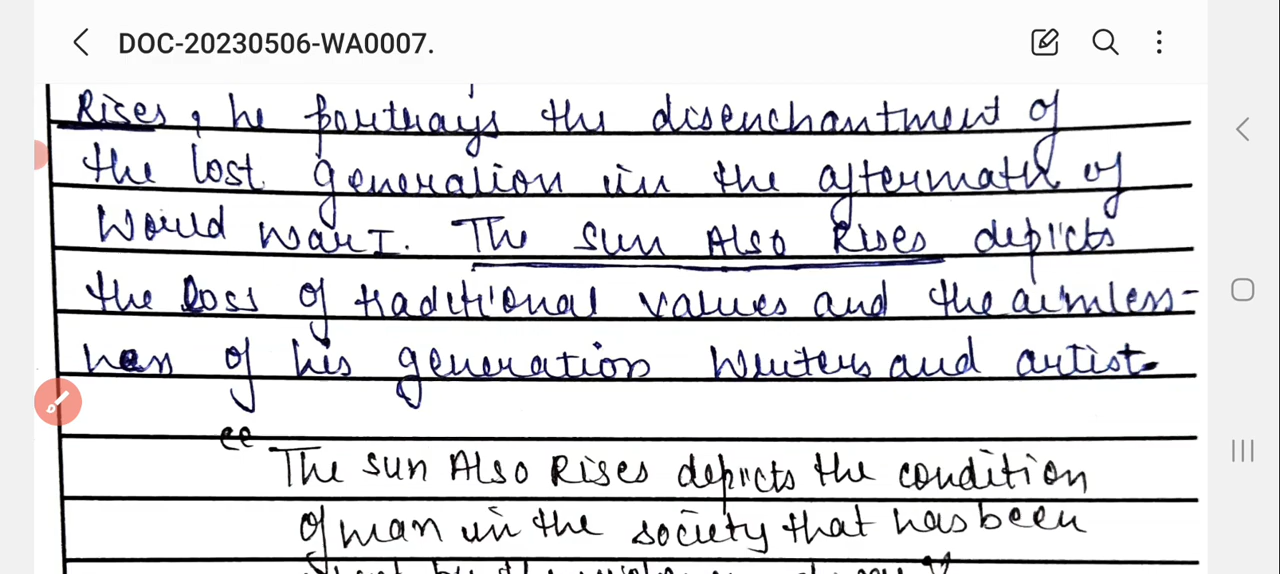 DOC-20230506-WA0007.
Rises, he portrays the disenchantment of
the lost generation in the aftermath of
World War I. The Sun Also Rises depicts
the loss of traditional values and the aimless-
ness of his generation writers and artist.
"The Sun Also Rises depicts the condition
of man in the society that has been
by the